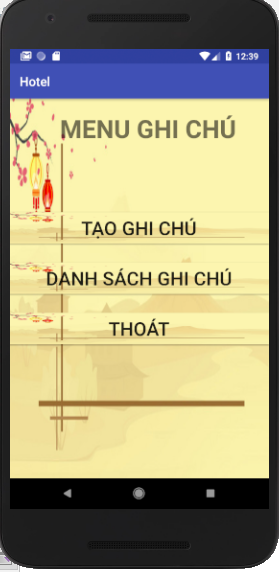 12:39
Hotel
MENU GHI CHÚ
TẠO GHI CHÚ
DANH SÁCH GHI CHÚ
THOÁT